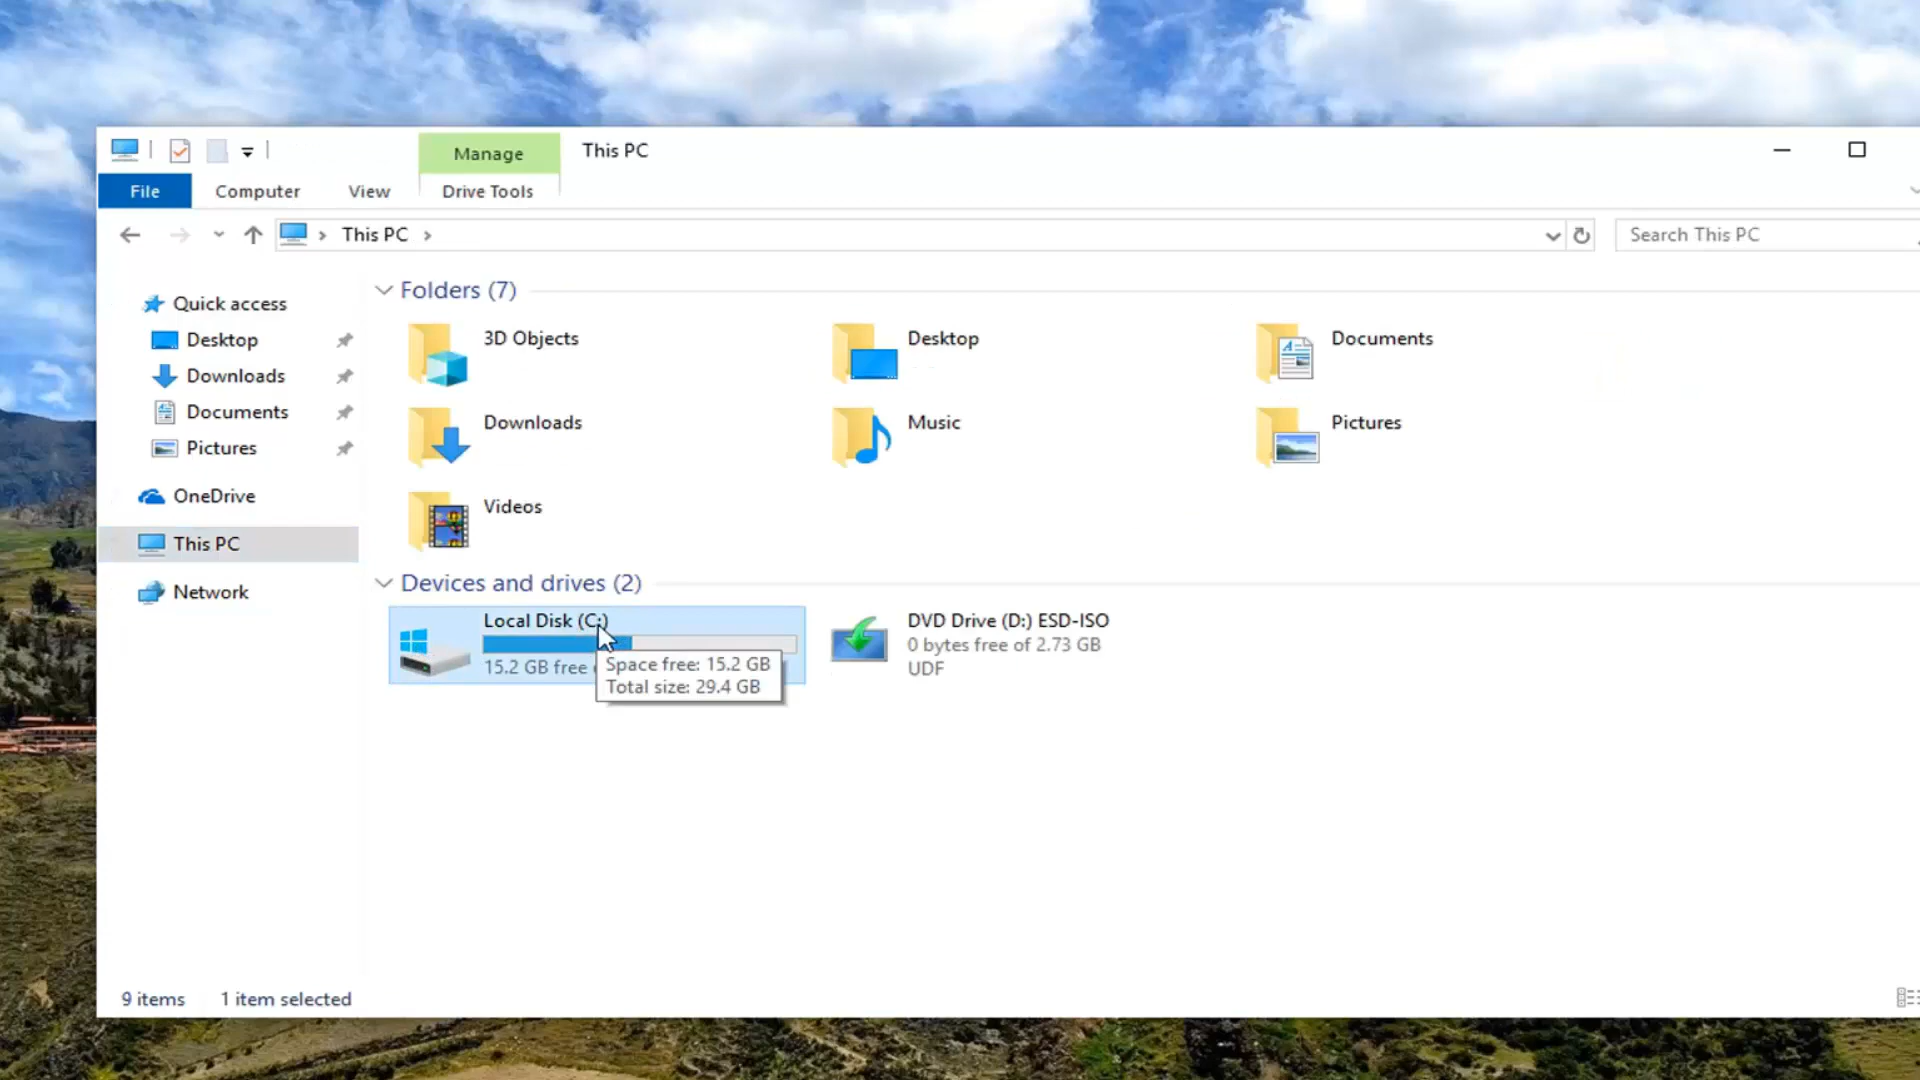 Manage
This PC
File
Computer
View
Drive Tools
This PC
Search This PC
Quick access
Desktop
Downloads
Documents
Pictures
OneDrive
This PC
Network
Folders (7)
3D Objects
Desktop
Documents
Downloads
Music
Pictures
Videos
Devices and drives (2)
Local Disk (C:)
15.2 GB free
Space free: 15.2 GB
Total size: 29.4 GB
DVD Drive (D:) ESD-ISO
0 bytes free of 2.73 GB
UDF
9 items
1 item selected